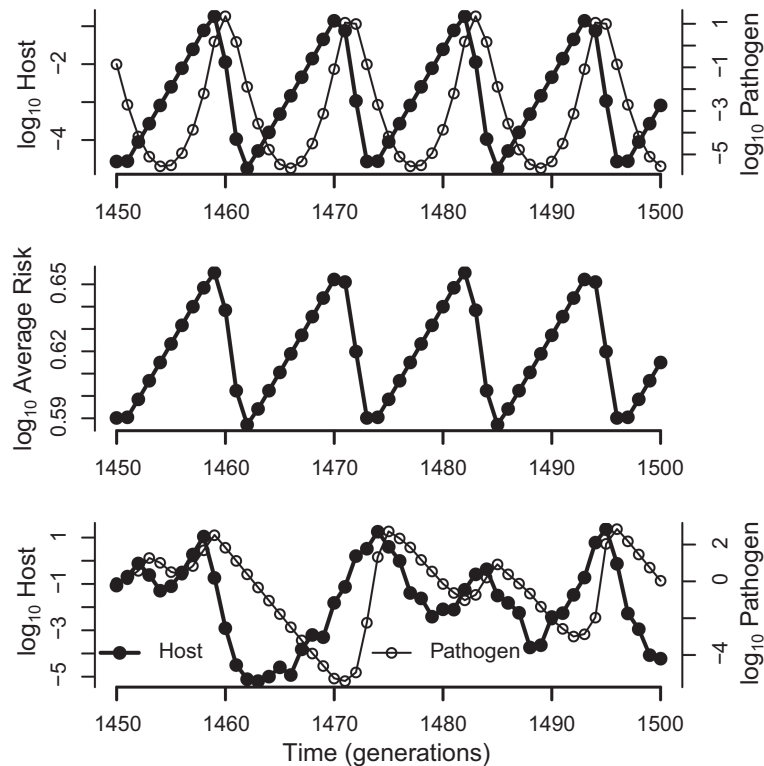 log₁₀ Host
−2
−4
1
−1
−3
−5
log₁₀ Pathogen
1450 1460 1470 1480 1490 1500
log₁₀ Average Risk
0.65
0.62
0.59
1450 1460 1470 1480 1490 1500
log₁₀ Host
1
−1
−3
−5
2
0
−4
log₁₀ Pathogen
Host Pathogen
1450 1460 1470 1480 1490 1500
Time (generations)